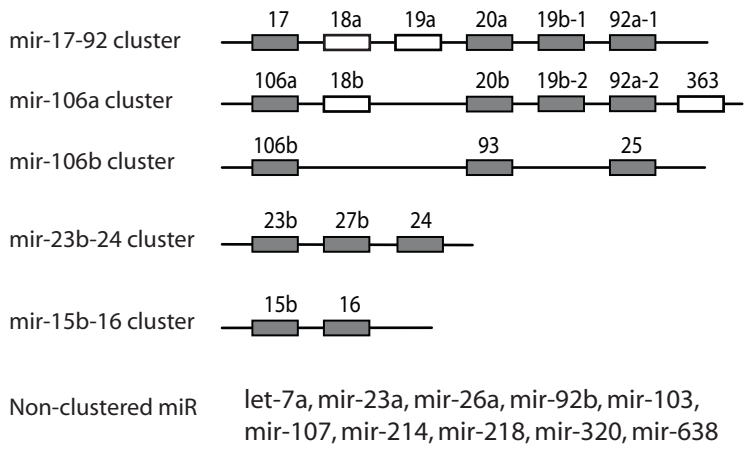 17 18a 19a 20a 19b-1 92a-1
mir-17-92 cluster
106a 18b 20b 19b-2 92a-2 363
mir-106a cluster
106b 93 25
mir-106b cluster
23b 27b 24
mir-23b-24 cluster
15b 16
mir-15b-16 cluster
Non-clustered miR let-7a, mir-23a, mir-26a, mir-92b, mir-103,
mir-107, mir-214, mir-218, mir-320, mir-638